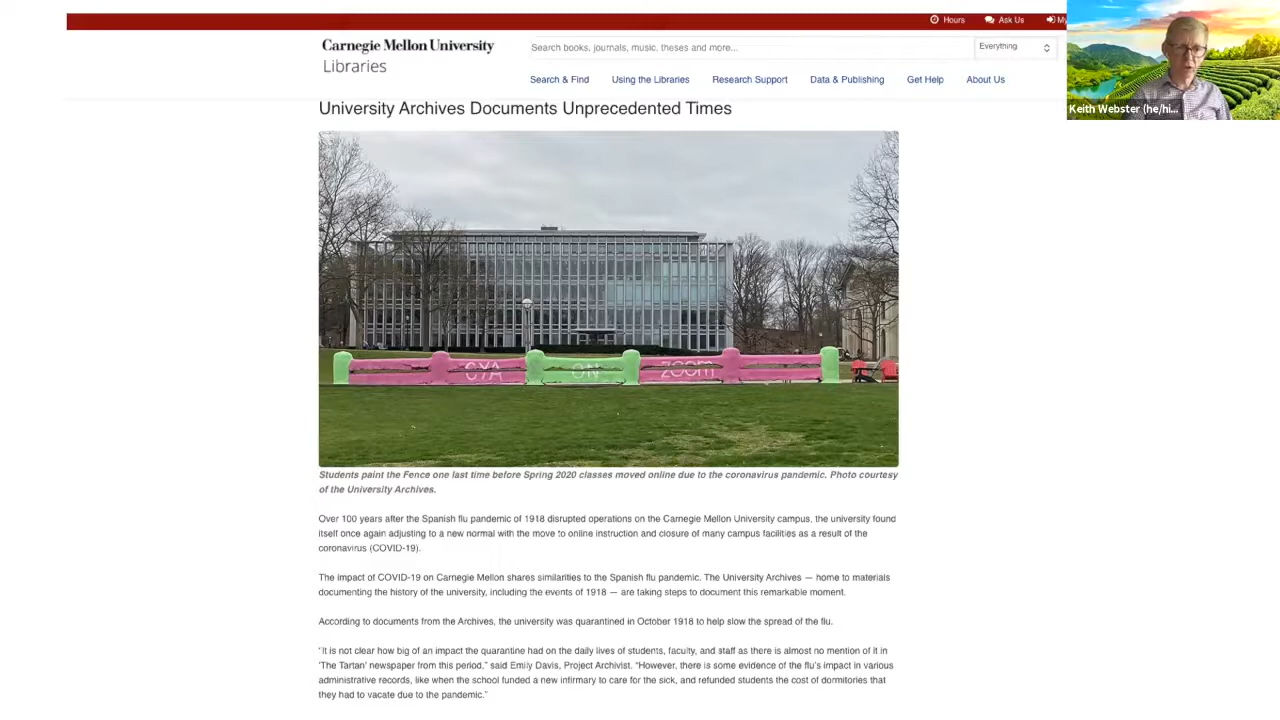 Hours
Ask Us
My
Carnegie Mellon University
Libraries
Search books, journals, music, theses and more...
Everything
Search & Find
Using the Libraries
Research Support
Data & Publishing
Get Help
About Us
Keith Webster (he/hi...
University Archives Documents Unprecedented Times
CYA ON ZOOM
Students paint the Fence one last time before Spring 2020 classes moved online due to the coronavirus pandemic. Photo courtesy
of the University Archives.
Over 100 years after the Spanish flu pandemic of 1918 disrupted operations on the Carnegie Mellon University campus, the university found
itself once again adjusting to a new normal with the move to online instruction and closure of many campus facilities as a result of the
coronavirus (COVID-19).
The impact of COVID-19 on Carnegie Mellon shares similarities to the Spanish flu pandemic. The University Archives — home to materials
documenting the history of the university, including the events of 1918 — are taking steps to document this remarkable moment.
According to documents from the Archives, the university was quarantined in October 1918 to help slow the spread of the flu.
"It is not clear how big of an impact the quarantine had on the daily lives of students, faculty, and staff as there is almost no mention of it in
'The Tartan' newspaper from this period," said Emily Davis, Project Archivist. "However, there is some evidence of the flu's impact in various
administrative records, like when the school funded a new infirmary to care for the sick, and refunded students the cost of dormitories that
they had to vacate due to the pandemic."